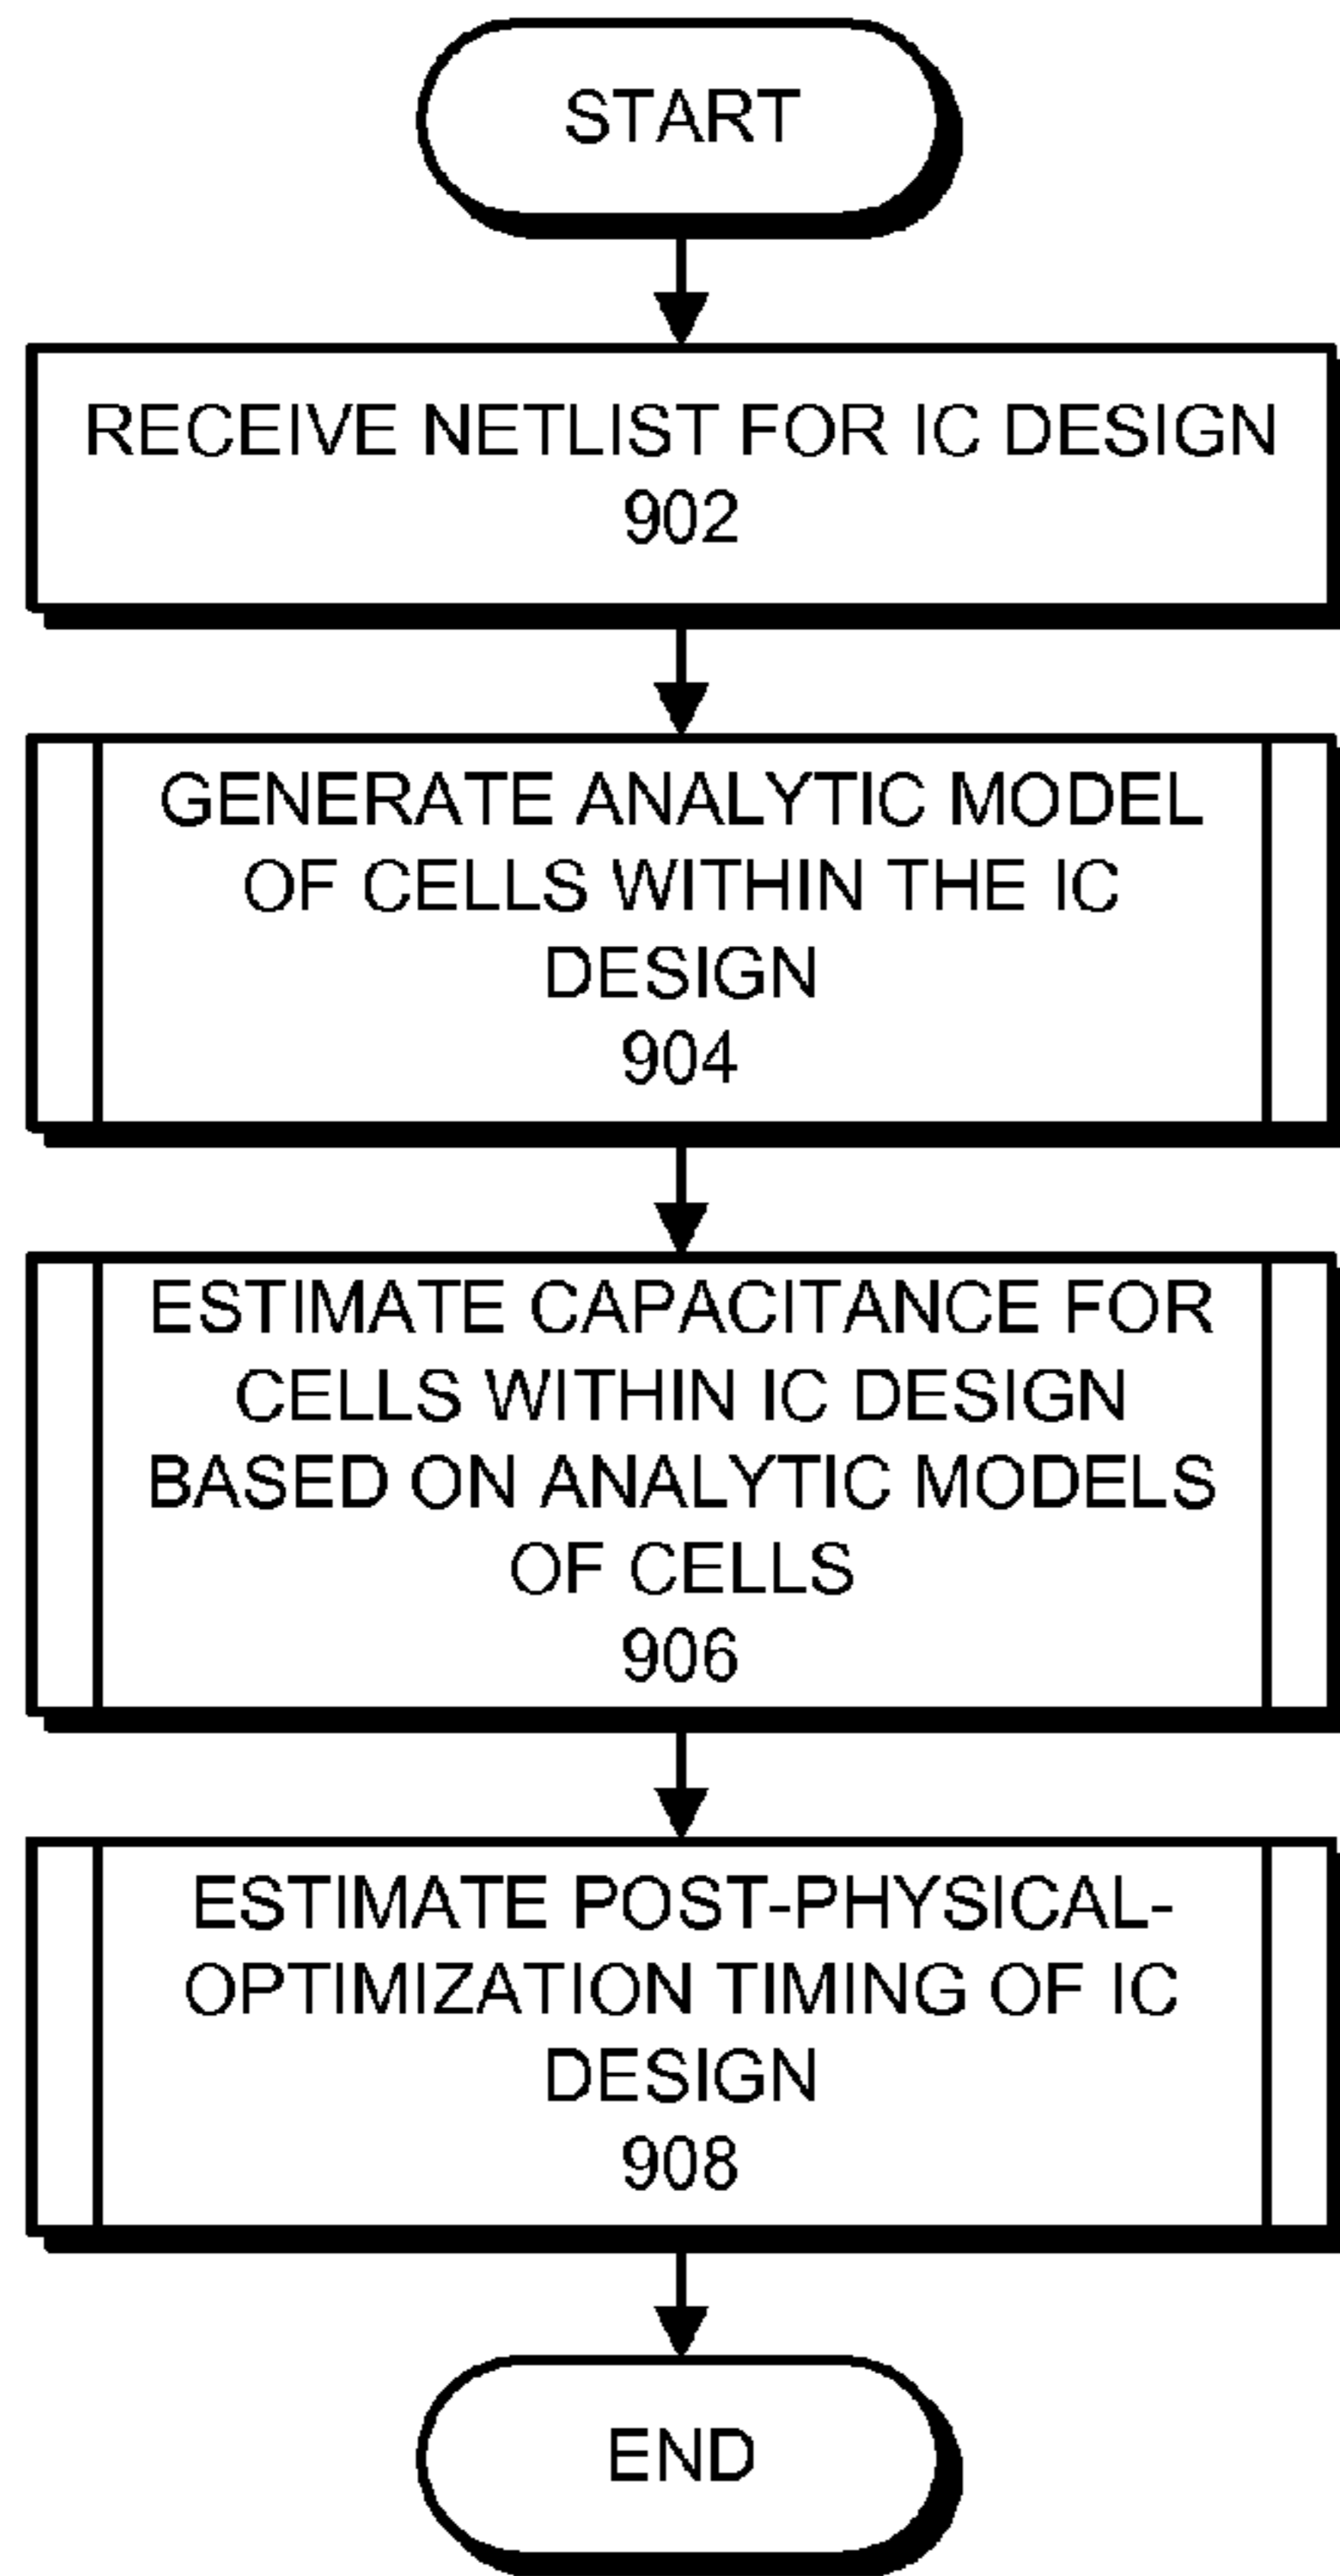 START
RECEIVE NETLIST FOR IC DESIGN
902
GENERATE ANALYTIC MODEL
OF CELLS WITHIN THE IC
DESIGN
904
ESTIMATE CAPACITANCE FOR
CELLS WITHIN IC DESIGN
BASED ON ANALYTIC MODELS
OF CELLS
906
ESTIMATE POST-PHYSICAL-
OPTIMIZATION TIMING OF IC
DESIGN
908
END